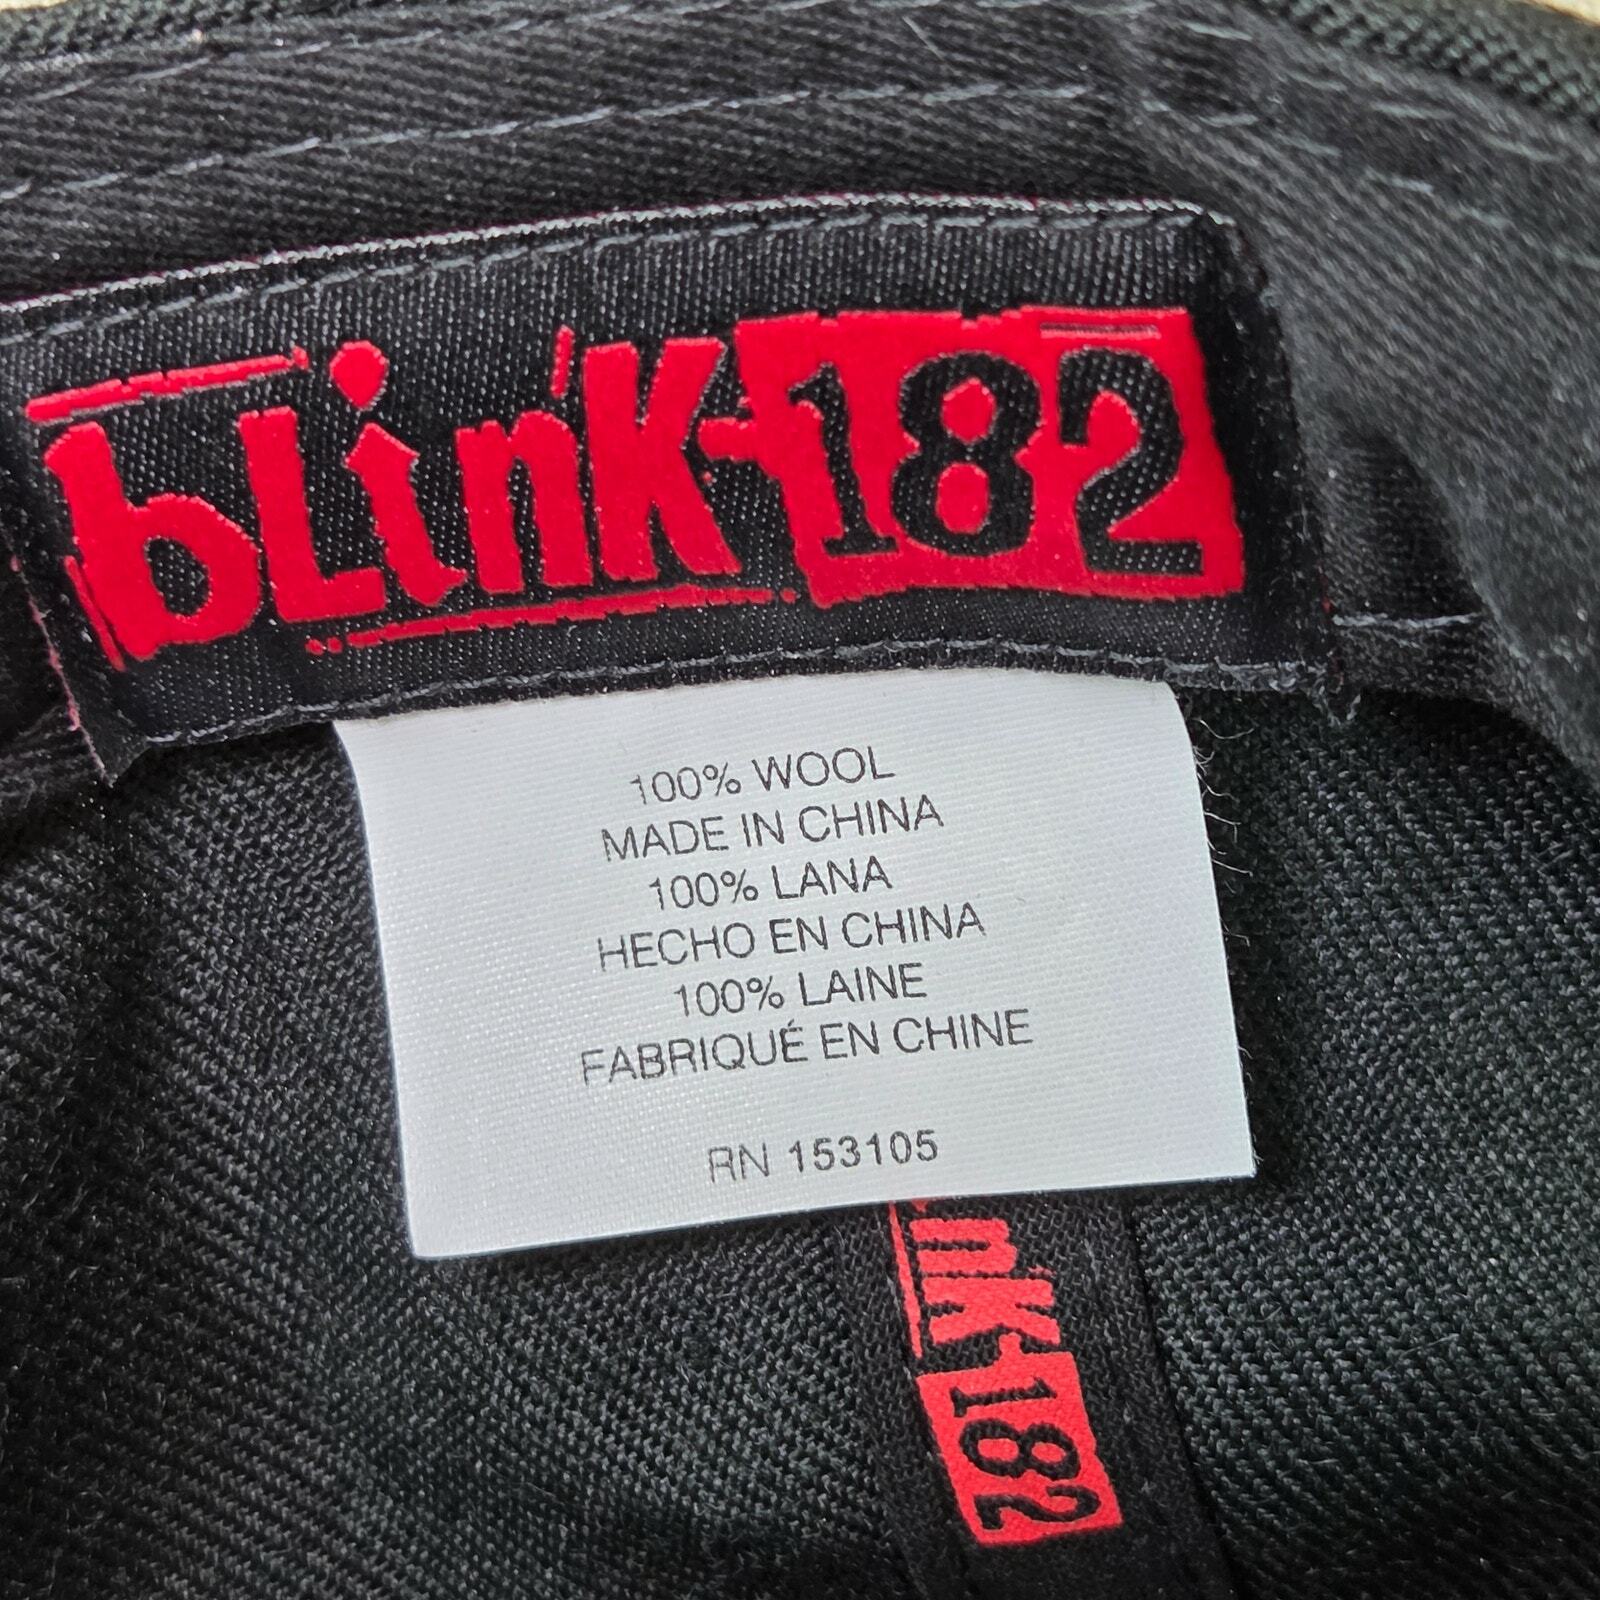 bLinK-182
100% WOOL
MADE IN CHINA
100% LANA
HECHO EN CHINA
100% LAINE
FABRIQUÉ EN CHINE
RN 153105
inK-182